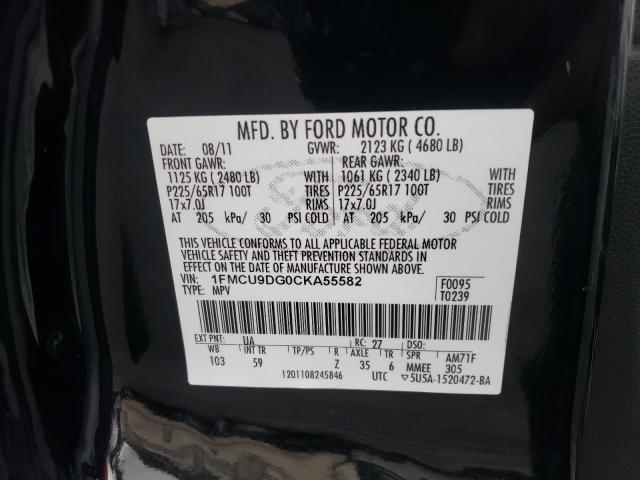 MFD. BY FORD MOTOR CO.
DATE: 08/11 GVWR: 2123 KG ( 4680 LB)
FRONT GAWR: REAR GAWR:
1125 KG ( 2480 LB) WITH 1061 KG ( 2340 LB) WITH
P225/65R17 100T TIRES P225/65R17 100T TIRES
17x7.0J RIMS 17x7.0J RIMS
AT 205 kPa/ 30 PSI COLD AT 205 kPa/ 30 PSI COLD
Ford
THIS VEHICLE CONFORMS TO ALL APPLICABLE FEDERAL MOTOR
VEHICLE SAFETY AND THEFT PREVENTION STANDARDS IN
EFFECT ON THE DATE OF MANUFACTURE SHOWN ABOVE.
VIN: 1FMCU9DG0CKA55582 F0095
TYPE: MPV T0239
EXT PNT: UA RC: 27 DSO:
WB INT TR TP/PS R AXLE TR SPR AM71F
103 59 Z 35 6 MMEE 305
1201108245846 UTC ▽5U5A-1520472-BA